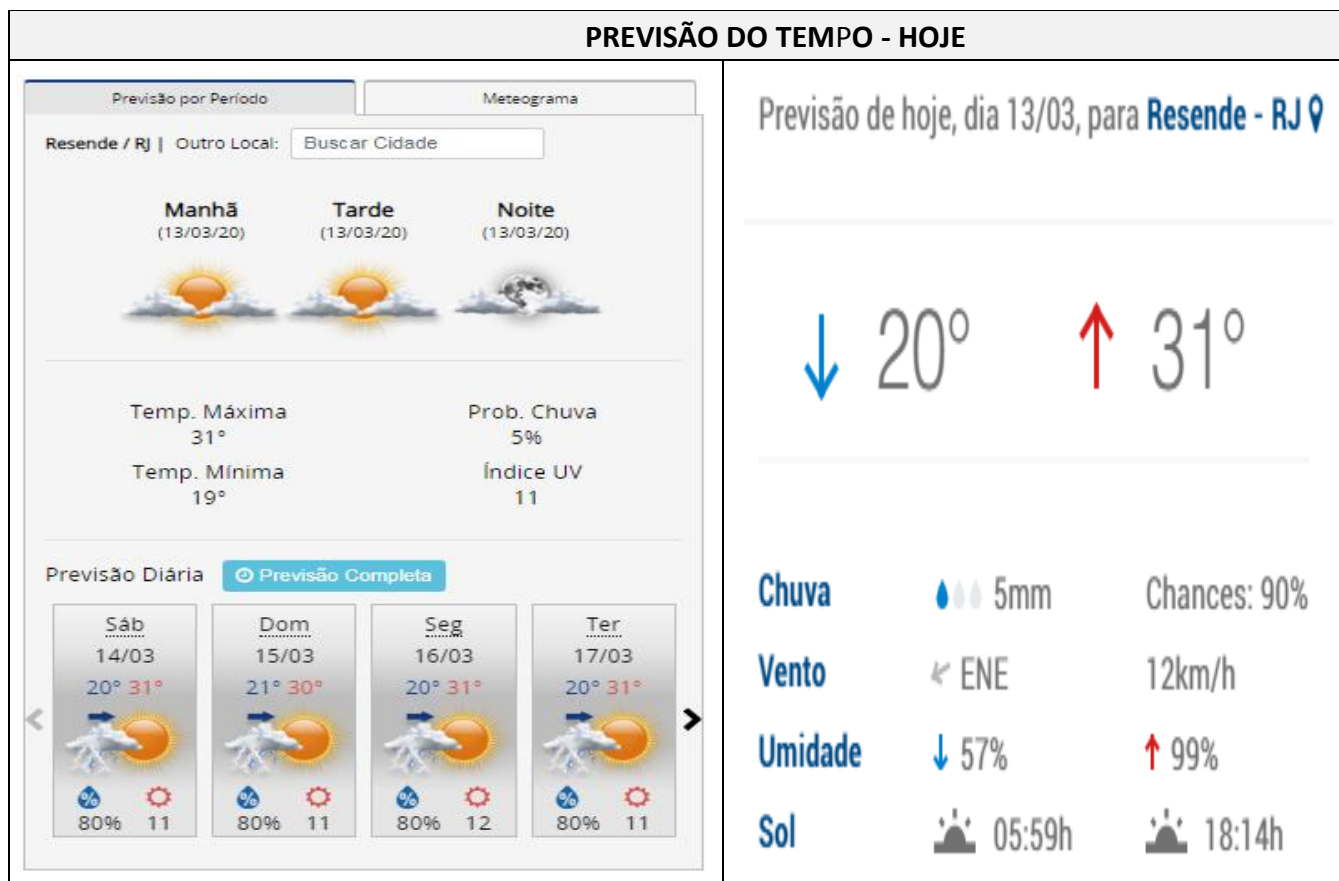 PREVISÃO DO TEMPO - HOJE
Previsão por Período
Meteograma
Resende / RJ | Outro Local: Buscar Cidade
Manhã Tarde Noite
(13/03/20) (13/03/20) (13/03/20)
Temp. Máxima Prob. Chuva
31° 5%
Temp. Mínima Índice UV
19° 11
Previsão Diária Previsão Completa
Sáb Dom Seg Ter
14/03 15/03 16/03 17/03
20° 31° 21° 30° 20° 31° 20° 31°
% % % %
80% 11 80% 11 80% 12 80% 11
Previsão de hoje, dia 13/03, para Resende - RJ
20° 31°
Chuva 5mm Chances: 90%
Vento ENE 12km/h
Umidade 57% 99%
Sol 05:59h 18:14h